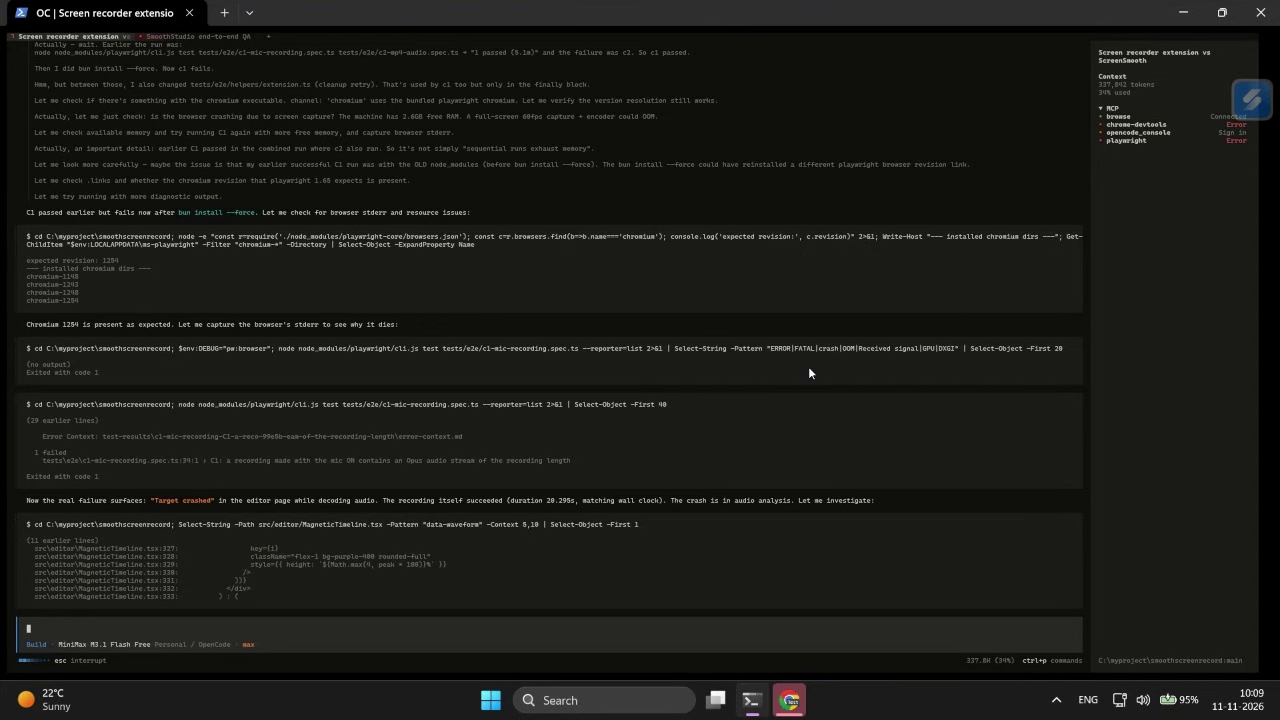 OC | Screen recorder extensio
Screen recorder extension vs
SmoothStudio end-to-end QA
+
Actually - wait. Earlier the run was:
node node_modules/playwright/cli.js test tests/e2e/c1-mic-recording.spec.ts tests/e2e/c2-mp4-audio.spec.ts → "1 passed (5.1m)" and the failure was c2. So c1 passed.
Then I did bun install --force. Now c1 fails.
Hmm, but between those, I also changed tests/e2e/helpers/extension.ts (cleanup retry). That's used by c1 too but only in the finally block.
Let me check if there's something with the chromium executable. channel: 'chromium' uses the bundled playwright chromium. Let me verify the version resolution still works.
Actually, let me just check: is the browser crashing due to screen capture? The machine has 2.6GB free RAM. A full-screen 60fps capture + encoder could OOM.
Let me check available memory and try running C1 again with more free memory, and capture browser stderr.
Actually, an important detail: earlier C1 passed in the combined run where c2 also ran. So it's not simply "sequential runs exhaust memory".
Let me look more carefully - maybe the issue is that my earlier successful C1 run was with the OLD node_modules (before bun install --force). The bun install --force could have reinstalled a different playwright browser revision link.
Let me check .links and whether the chromium revision that playwright 1.65 expects is present.
Let me try running with more diagnostic output.
C1 passed earlier but fails now after bun install --force. Let me check for browser stderr and resource issues:
$ cd C:\myproject\smoothscreenrecord; node -e "const r=require('./node_modules/playwright-core/browsers.json'); const c=r.browsers.find(b=>b.name==='chromium'); console.log('expected revision:', c.revision)" 2>&1; Write-Host "--- installed chromium dirs ---"; Get-
ChildItem "$env:LOCALAPPDATA\ms-playwright" -Filter "chromium-*" -Directory | Select-Object -ExpandProperty Name
expected revision: 1254
--- installed chromium dirs ---
chromium-1148
chromium-1243
chromium-1248
chromium-1254
Chromium 1254 is present as expected. Let me capture the browser's stderr to see why it dies:
$ cd C:\myproject\smoothscreenrecord; $env:DEBUG="pw:browser"; node node_modules/playwright/cli.js test tests/e2e/c1-mic-recording.spec.ts --reporter=list 2>&1 | Select-String -Pattern "ERROR|FATAL|crash|OOM|Received signal|GPU|DXGI" | Select-Object -First 20
(no output)
Exited with code 1
$ cd C:\myproject\smoothscreenrecord; node node_modules/playwright/cli.js test tests/e2e/c1-mic-recording.spec.ts --reporter=list 2>&1 | Select-Object -First 40
(29 earlier lines)
Error Context: test-results\c1-mic-recording-C1-a-reco-99e5b-eam-of-the-recording-length\error-context.md
1 failed
tests\e2e\c1-mic-recording.spec.ts:34:1 › C1: a recording made with the mic ON contains an Opus audio stream of the recording length
Exited with code 1
Now the real failure surfaces: "Target crashed" in the editor page while decoding audio. The recording itself succeeded (duration 20.295s, matching wall clock). The crash is in audio analysis. Let me investigate:
$ cd C:\myproject\smoothscreenrecord; Select-String -Path src/editor/MagneticTimeline.tsx -Pattern "data-waveform" -Context 5,10 | Select-Object -First 1
(11 earlier lines)
src\editor\MagneticTimeline.tsx:327: key={i}
src\editor\MagneticTimeline.tsx:328: className="flex-1 bg-purple-400 rounded-full"
src\editor\MagneticTimeline.tsx:329: style={{ height: `${Math.max(4, peak * 100)}%` }}
src\editor\MagneticTimeline.tsx:330: />
src\editor\MagneticTimeline.tsx:331: ))}
src\editor\MagneticTimeline.tsx:332: </div>
src\editor\MagneticTimeline.tsx:333: ) : (
Build · MiniMax M3.1 Flash Free Personal / OpenCode · max
esc interrupt
337.8K (34%) ctrl+p commands
Screen recorder extension vs
ScreenSmooth
Context
337,842 tokens
34% used
▼ MCP
• browse Connected
• chrome-devtools Error
• opencode_console Sign in
• playwright Error
C:\myproject\smoothscreenrecord:main
22°C
Sunny
Search
ENG
95%
10:09
11-11-2026